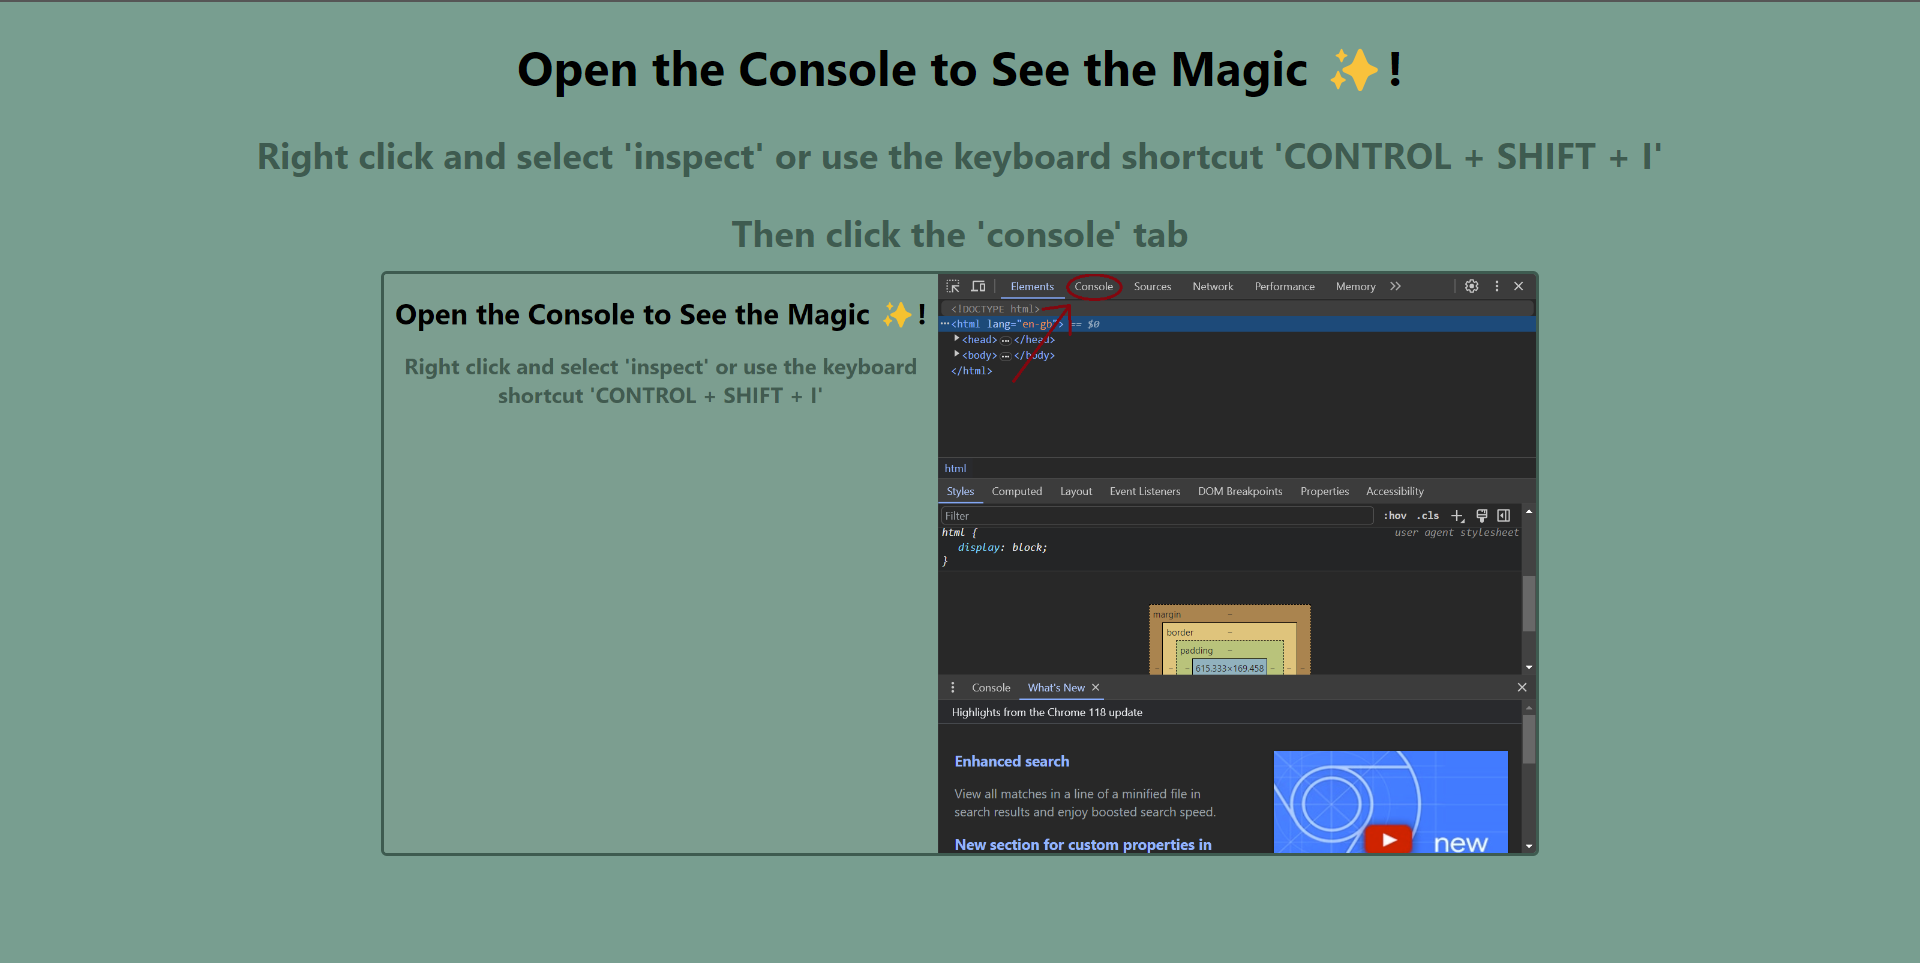 Open the Console to See the Magic ✨!
Right click and select 'inspect' or use the keyboard shortcut 'CONTROL + SHIFT + I'
Then click the 'console' tab
Open the Console to See the Magic ✨!
Right click and select 'inspect' or use the keyboard
shortcut 'CONTROL + SHIFT + I'
Elements Console Sources Network Performance Memory
<!DOCTYPE html>
<html lang="en-gb"> == $0
<head> </head>
<body> </body>
</html>
html
Styles Computed Layout Event Listeners DOM Breakpoints Properties Accessibility
Filter :hov .cls
html { user agent stylesheet
display: block;
}
margin –
border –
padding –
615.333×169.458
Console What's New
Highlights from the Chrome 118 update
Enhanced search
View all matches in a line of a minified file in
search results and enjoy boosted search speed.
New section for custom properties in
new